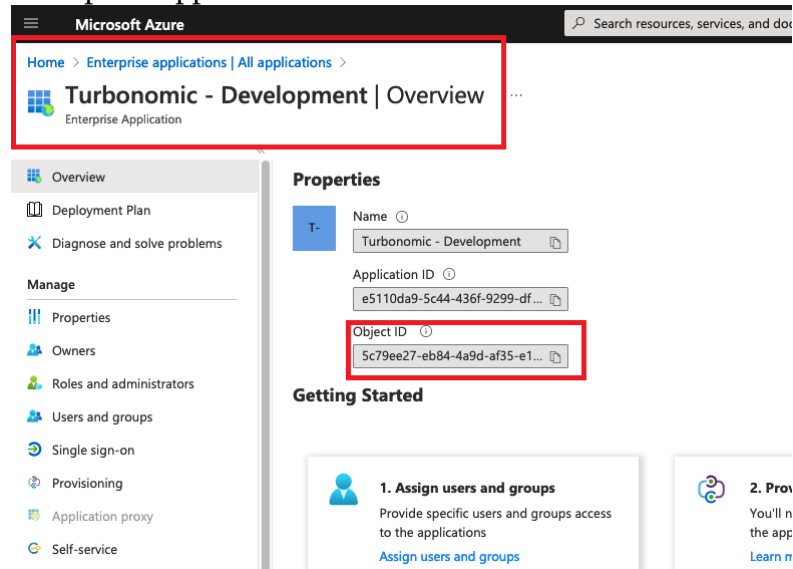 Microsoft Azure
Search resources, services, and doc
Home > Enterprise applications | All applications >
Turbonomic - Development | Overview ...
Enterprise Application
Overview
Deployment Plan
Diagnose and solve problems
Manage
Properties
Owners
Roles and administrators
Users and groups
Single sign-on
Provisioning
Application proxy
Self-service
Properties
T-
Name
Turbonomic - Development
Application ID
e5110da9-5c44-436f-9299-df...
Object ID
5c79ee27-eb84-4a9d-af35-e1...
Getting Started
1. Assign users and groups
Provide specific users and groups access
to the applications
Assign users and groups
2. Prov
You'll n
the app
Learn m